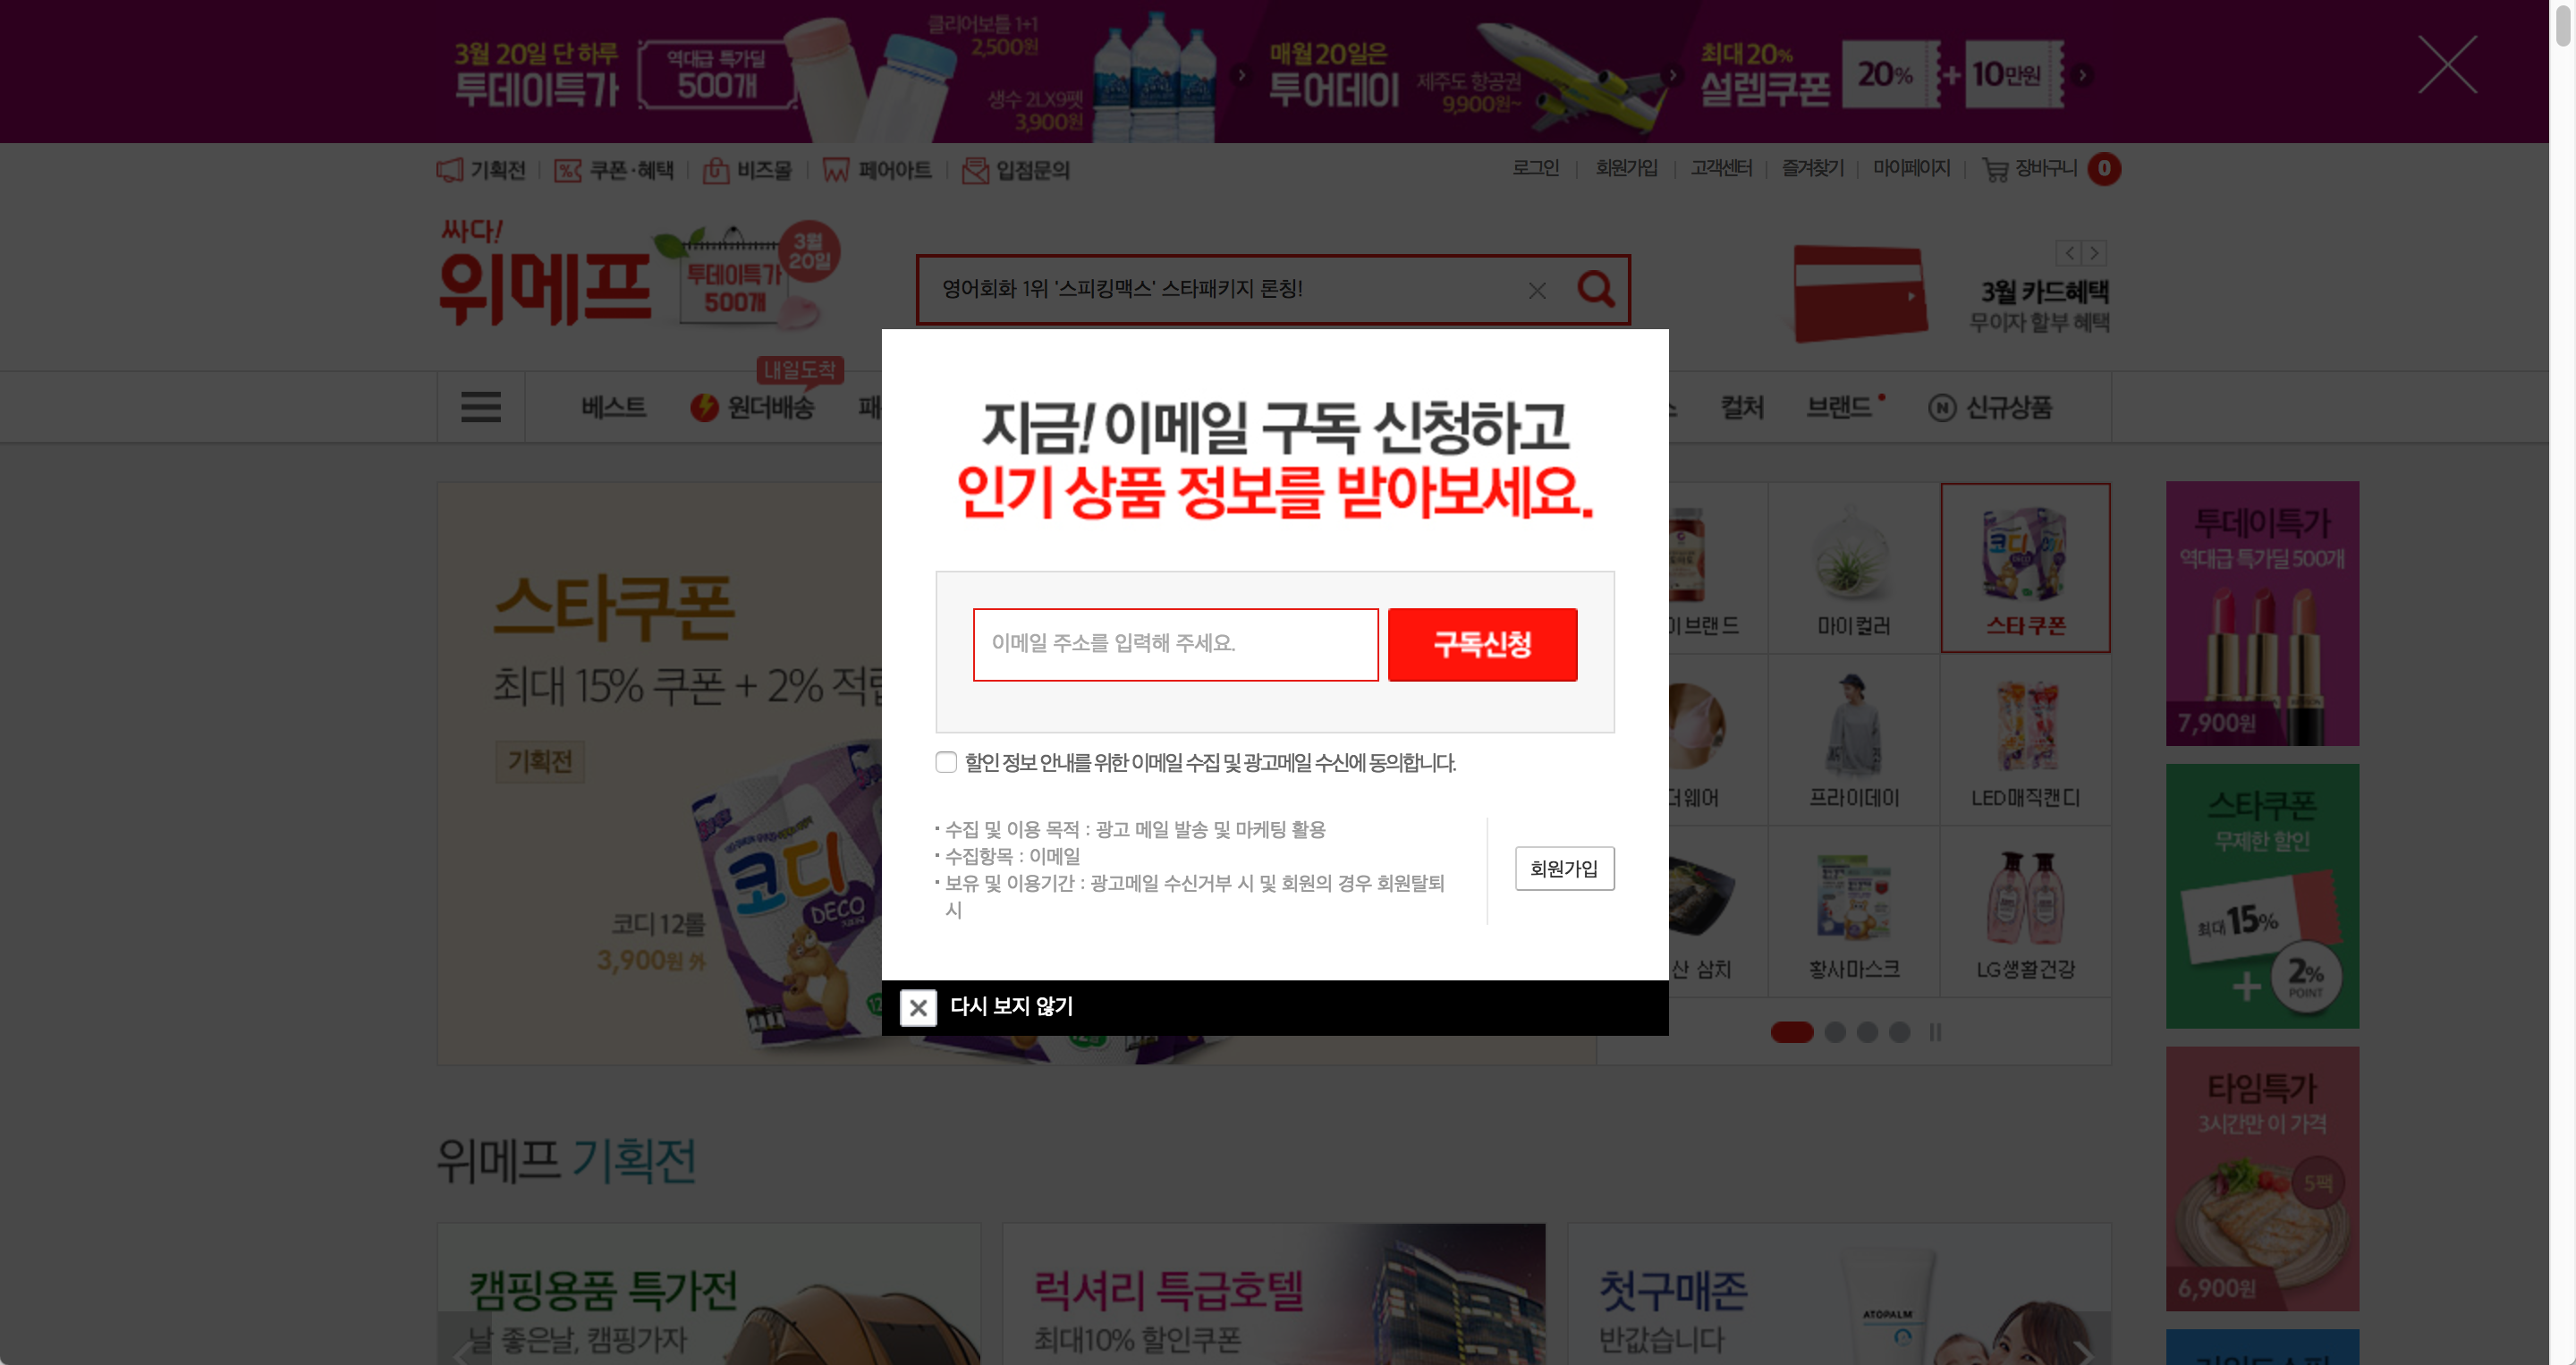 3월 20일 단 하루
투데이특가
역대급 특가딜
500개
클리어보틀 1+1
2,500원
생수 2LX9펫
3,900원
매월 20일은
투어데이
제주도 항공권
9,900원~
최대 20%
설렘쿠폰
20% + 10만원
기획전
쿠폰·혜택
비즈몰
페어아트
입점문의
로그인
회원가입
고객센터
즐겨찾기
마이페이지
장바구니 0
싸다!
위메프
투데이특가
500개
3월
20일
영어회화 1위 '스피킹맥스' 스타패키지 론칭!
3월 카드혜택
무이자 할부 혜택
내일도착
베스트
원더배송
패
컬처
브랜드
N 신규상품
지금! 이메일 구독 신청하고
인기 상품 정보를 받아보세요.
이메일 주소를 입력해 주세요.
구독신청
할인 정보 안내를 위한 이메일 수집 및 광고메일 수신에 동의합니다.
수집 및 이용 목적 : 광고 메일 발송 및 마케팅 활용
수집항목 : 이메일
보유 및 이용기간 : 광고메일 수신거부 시 및 회원의 경우 회원탈퇴
시
회원가입
다시 보지 않기
스타쿠폰
최대 15% 쿠폰 + 2% 적립
기획전
코디 12롤
3,900원 外
코디
DECO
이브랜드
마이컬러
스타쿠폰
더웨어
프라이데이
LED매직캔디
산 삼치
황사마스크
LG생활건강
투데이특가
역대급 특가딜 500개
7,900원
스타쿠폰
무제한 할인
최대 15%
+
2%
POINT
타임특가
3시간만 이 가격
5팩
6,900원
위메프 기획전
캠핑용품 특가전
날 좋은날, 캠핑가자
럭셔리 특급호텔
최대10% 할인쿠폰
첫구매존
반값습니다
ATOPALM